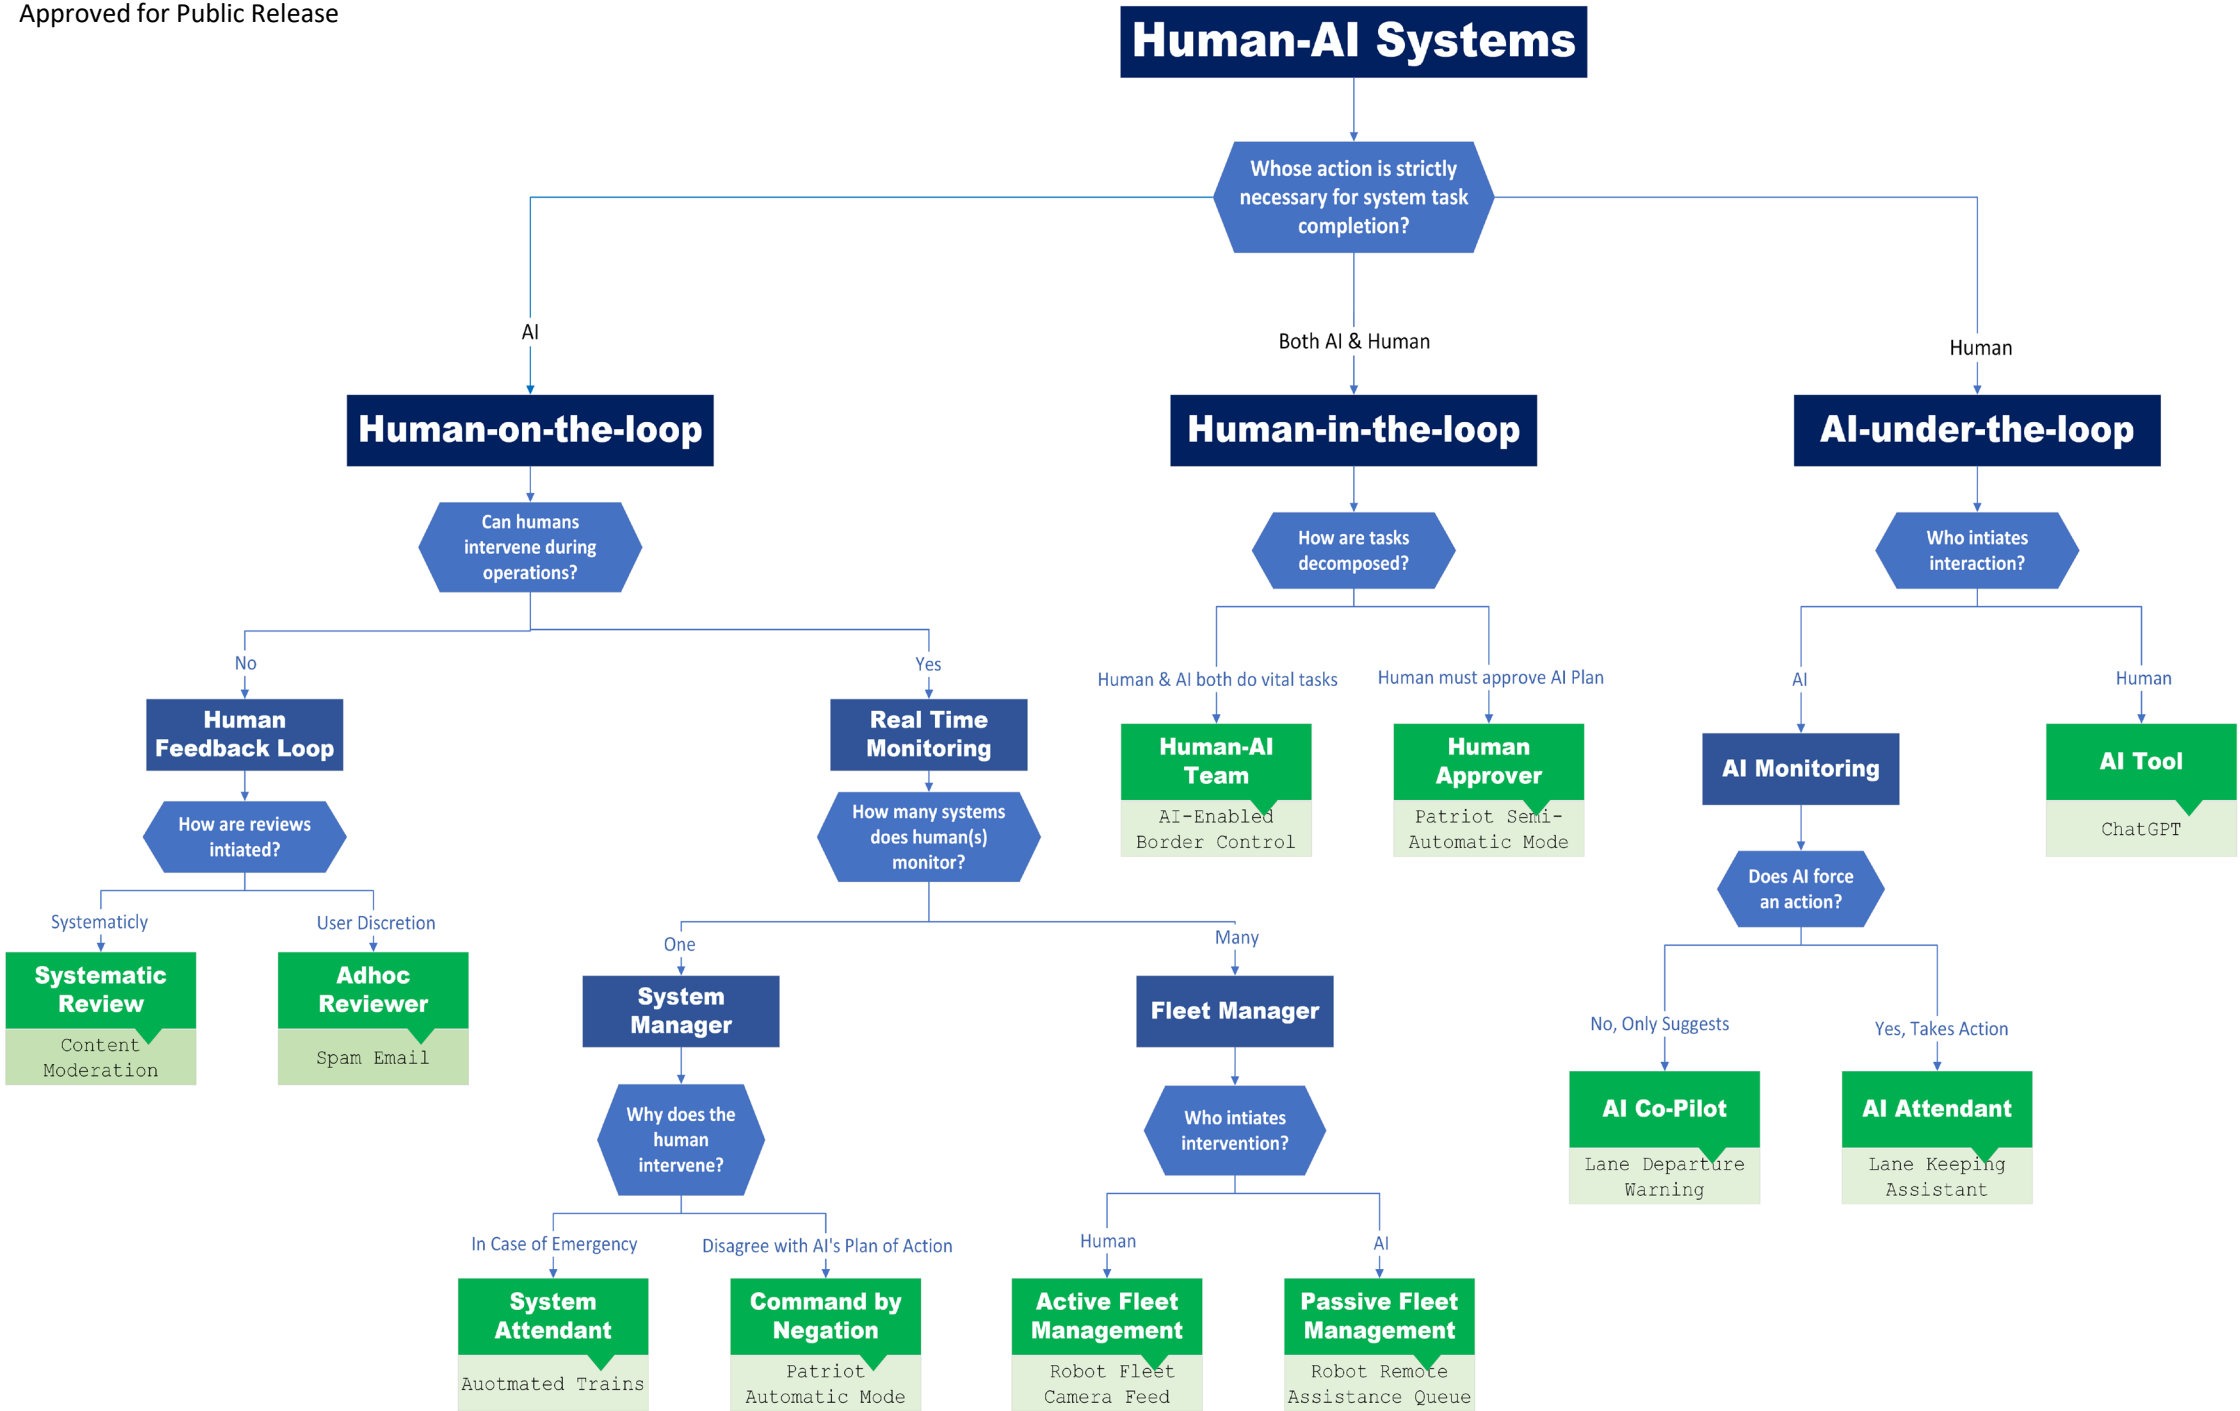 Approved for Public Release
Human-AI Systems
Whose action is strictly
necessary for system task
completion?
AI
Both AI & Human
Human
Human-on-the-loop
Human-in-the-loop
AI-under-the-loop
Can humans
intervene during
operations?
How are tasks
decomposed?
Who intiates
interaction?
No
Yes
Human & AI both do vital tasks
Human must approve AI Plan
AI
Human
Human
Feedback Loop
Real Time
Monitoring
Human-AI
Team
AI-Enabled
Border Control
Human
Approver
Patriot Semi-
Automatic Mode
AI Monitoring
AI Tool
ChatGPT
How are reviews
intiated?
How many systems
does human(s)
monitor?
Does AI force
an action?
Systematicly
User Discretion
One
Many
No, Only Suggests
Yes, Takes Action
Systematic
Review
Content
Moderation
Adhoc
Reviewer
Spam Email
System
Manager
Fleet Manager
AI Co-Pilot
Lane Departure
Warning
AI Attendant
Lane Keeping
Assistant
Why does the
human
intervene?
Who intiates
intervention?
In Case of Emergency
Disagree with AI's Plan of Action
Human
AI
System
Attendant
Auotmated Trains
Command by
Negation
Patriot
Automatic Mode
Active Fleet
Management
Robot Fleet
Camera Feed
Passive Fleet
Management
Robot Remote
Assistance Queue